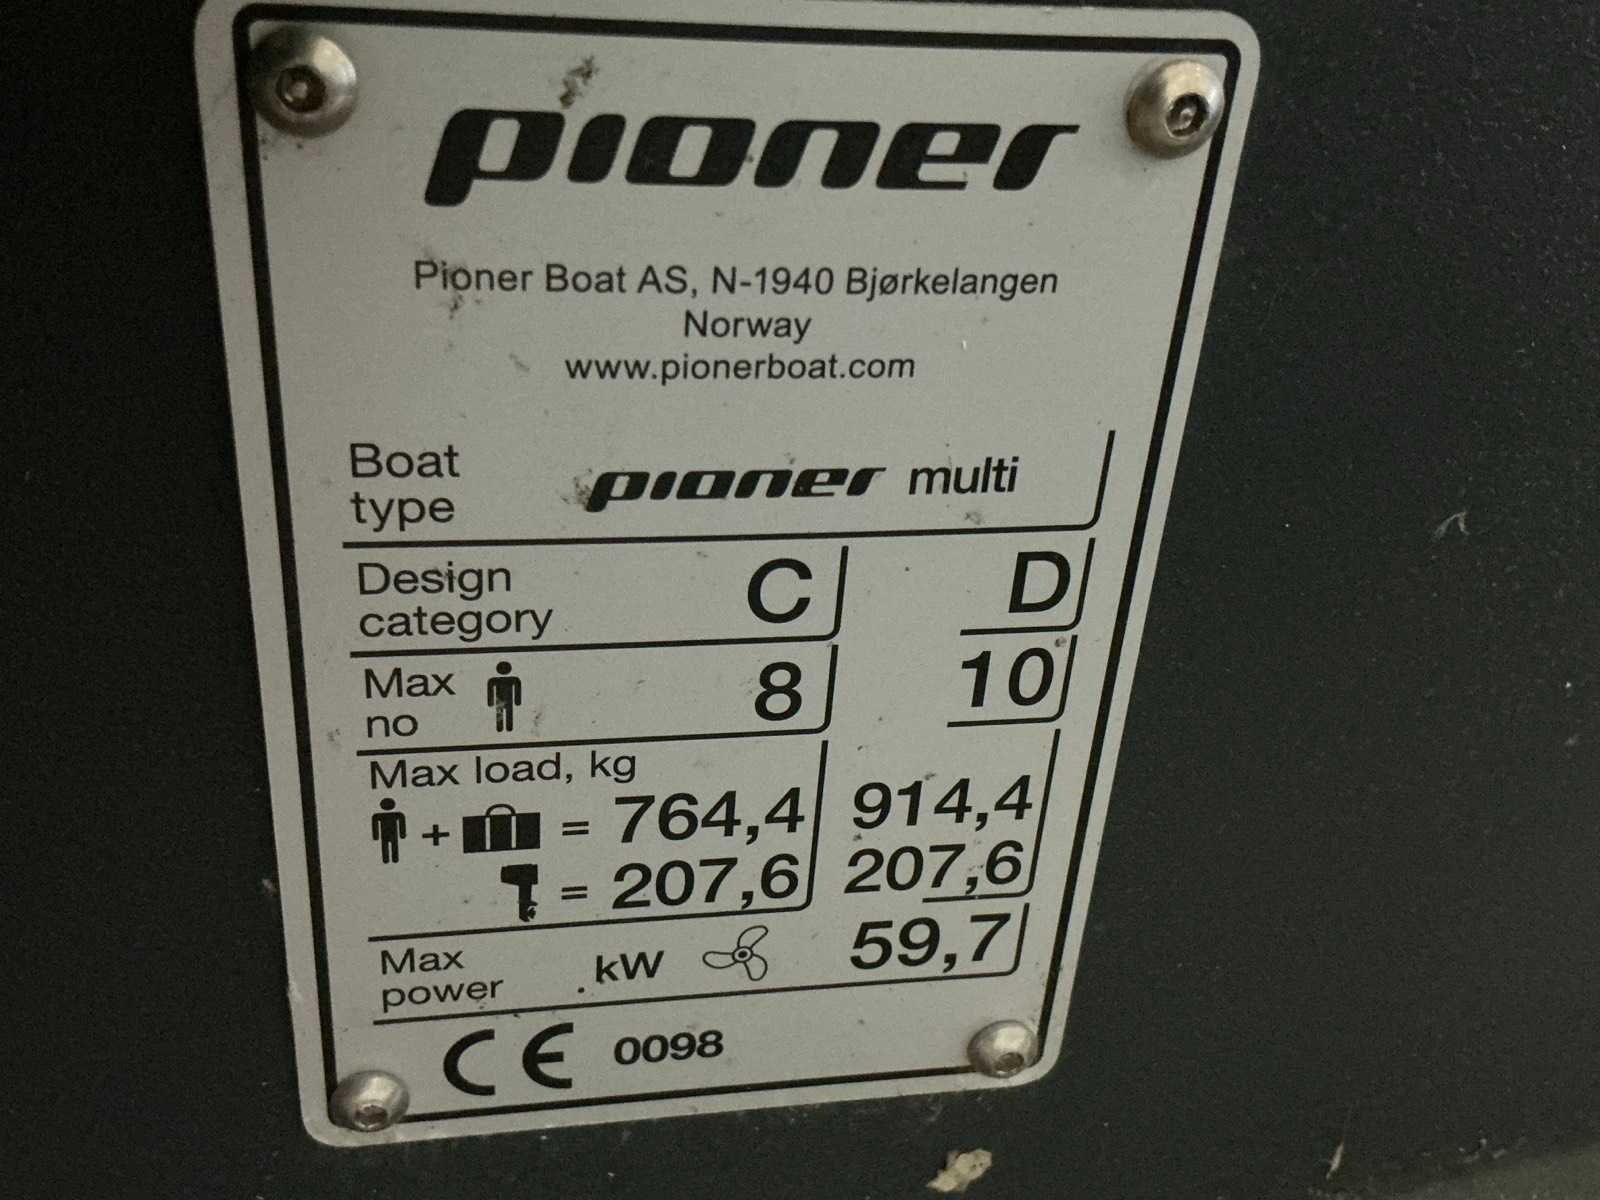 pioner
Pioner Boat AS, N-1940 Bjørkelangen
Norway
www.pionerboat.com
Boat type pioner multi
Design category C D
Max no 8 10
Max load, kg
+ = 764,4 914,4
= 207,6 207,6
Max power .kW 59,7
CE 0098